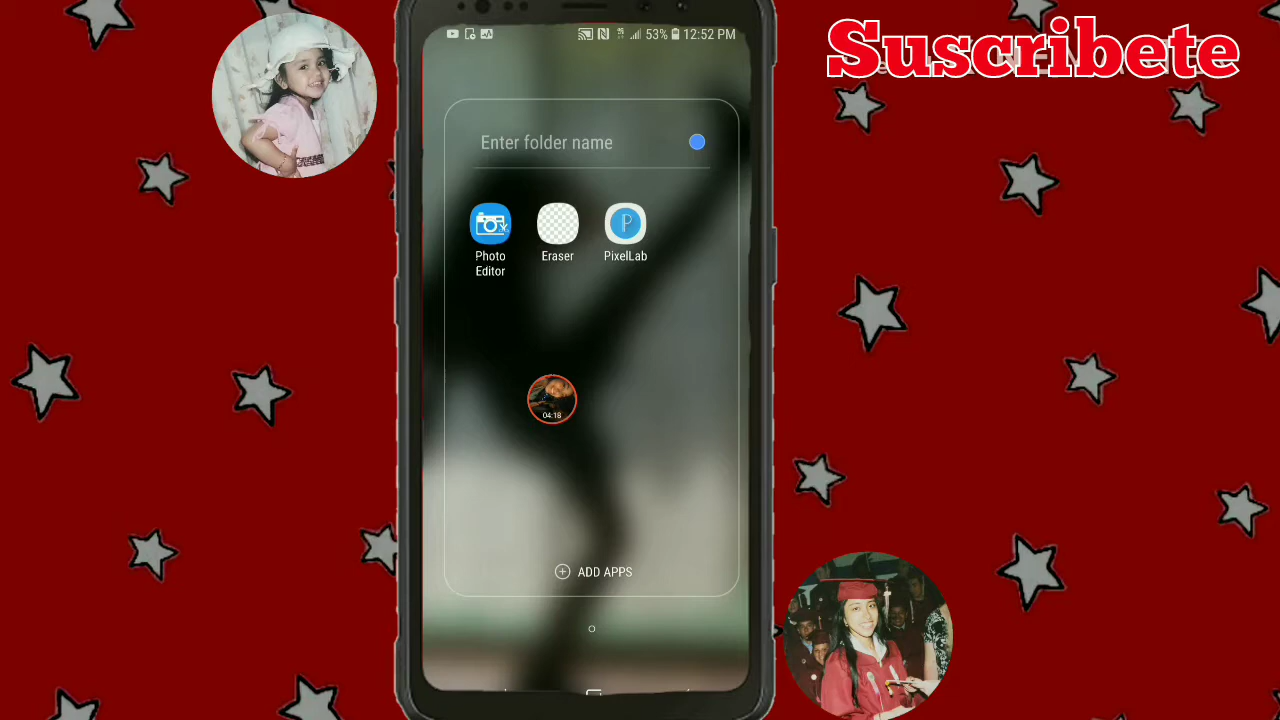 53% 12:52 PM
Suscribete
Enter folder name
Photo
Editor
Eraser
PixelLab
04:18
ADD APPS